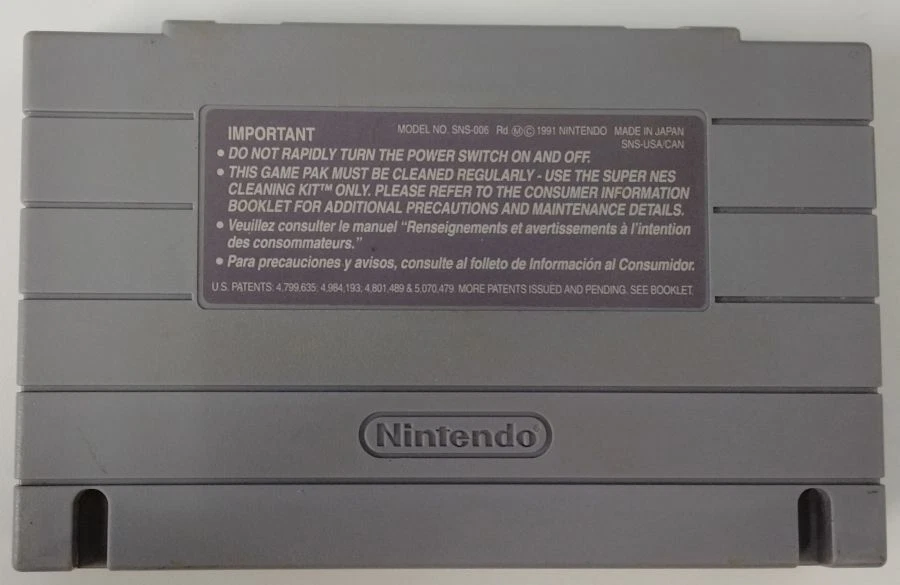 IMPORTANT
MODEL NO. SNS-006 Rd Ⓜ©1991 NINTENDO MADE IN JAPAN
SNS-USA/CAN
• DO NOT RAPIDLY TURN THE POWER SWITCH ON AND OFF.
• THIS GAME PAK MUST BE CLEANED REGULARLY - USE THE SUPER NES
CLEANING KIT™ ONLY. PLEASE REFER TO THE CONSUMER INFORMATION
BOOKLET FOR ADDITIONAL PRECAUTIONS AND MAINTENANCE DETAILS.
• Veuillez consulter le manuel “Renseignements et avertissements à l'intention
des consommateurs.”
• Para precauciones y avisos, consulte al folleto de Información al Consumidor.
U.S. PATENTS: 4,799,635; 4,984,193; 4,801,489 & 5,070,479 MORE PATENTS ISSUED AND PENDING. SEE BOOKLET.
Nintendo